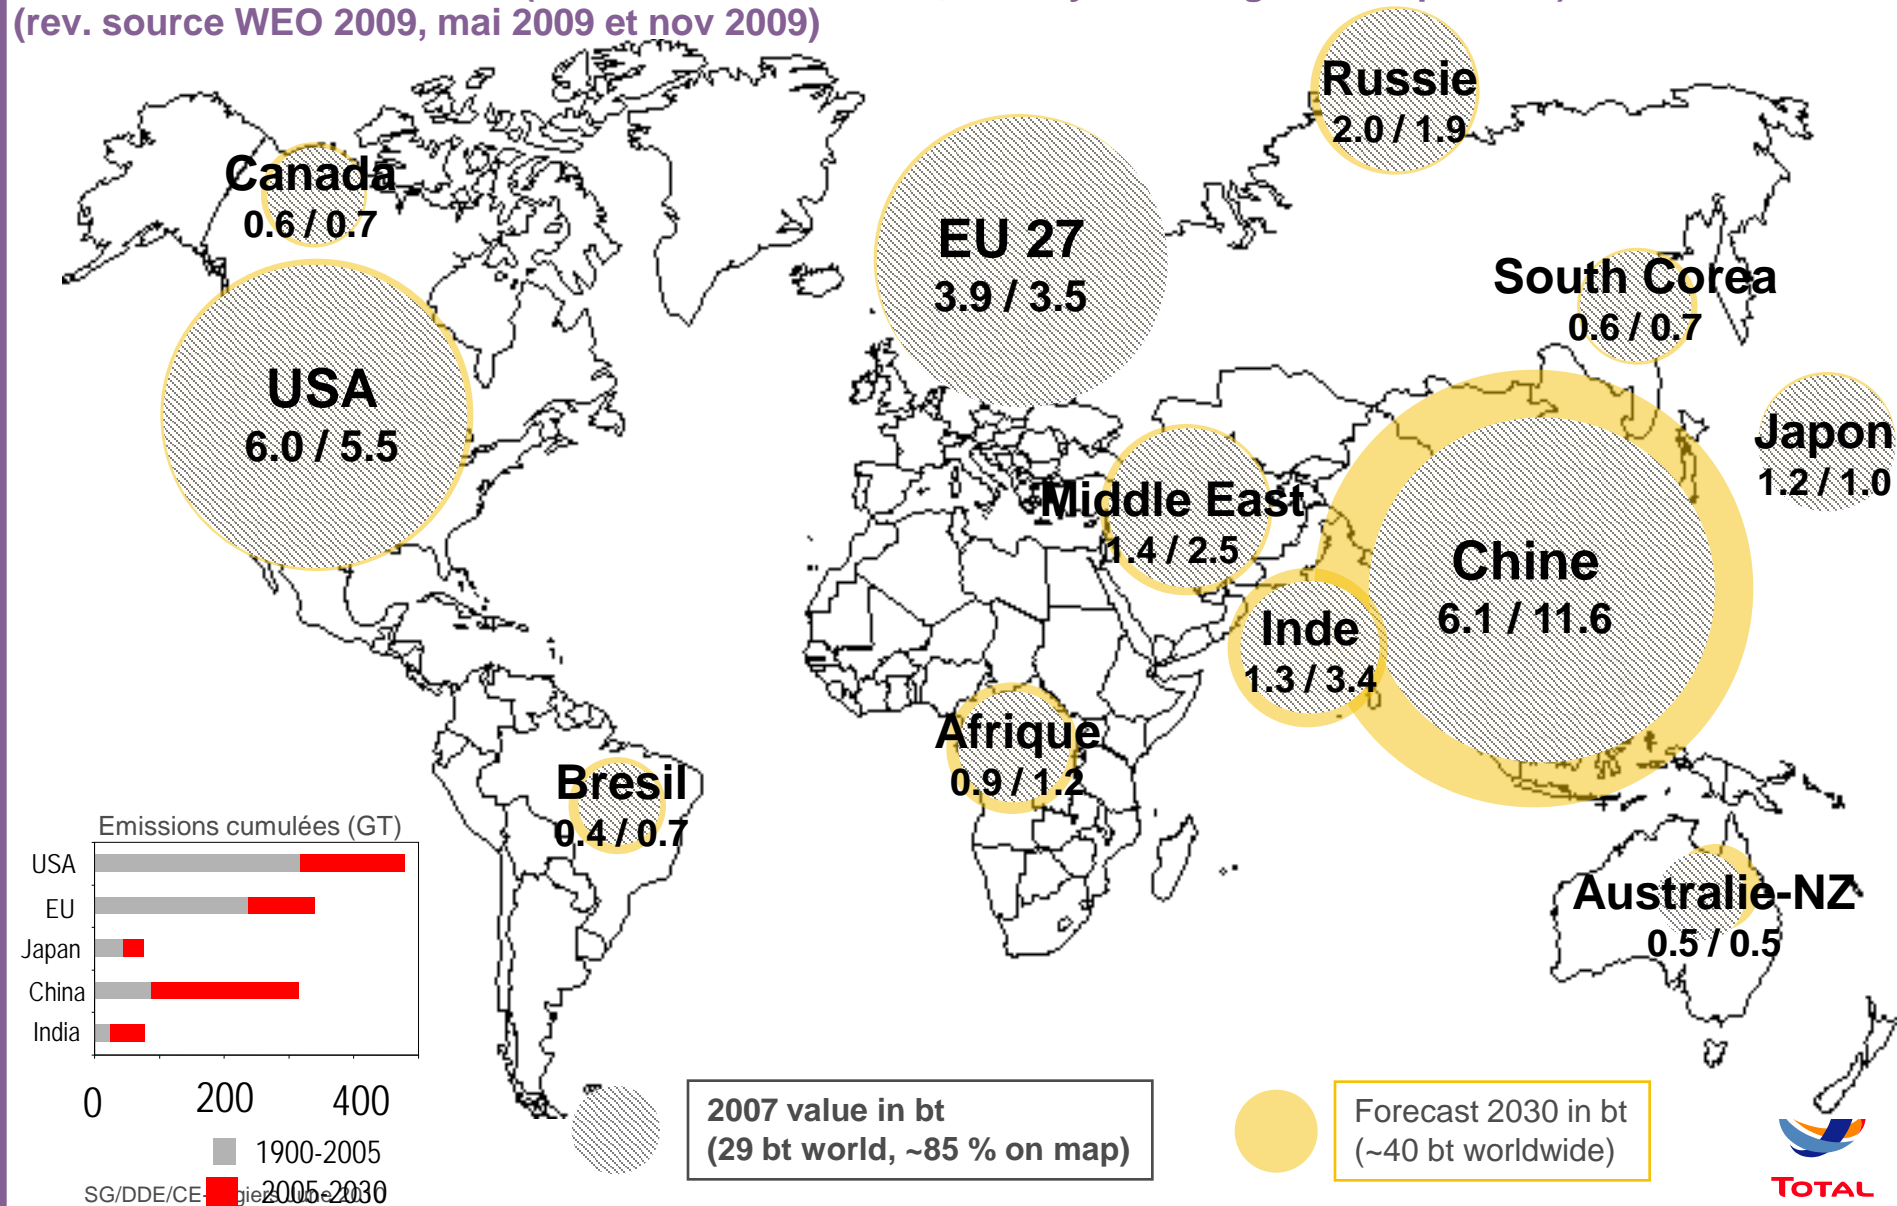 (rev. source WEO 2009, mai 2009 et nov 2009)
Russie
2.0 / 1.9
Canada
0.6 / 0.7
EU 27
3.9 / 3.5
South Corea
0.6 / 0.7
USA
6.0 / 5.5
Japon
1.2 / 1.0
Middle East
1.4 / 2.5
Chine
6.1 / 11.6
Inde
1.3 / 3.4
Afrique
0.9 / 1.2
Bresil
0.4 / 0.7
Australie-NZ
0.5 / 0.5
Emissions cumulées (GT)
USA
EU
Japan
China
India
0 200 400
1900-2005
2005-2030
2007 value in bt
(29 bt world, ~85 % on map)
Forecast 2030 in bt
(~40 bt worldwide)
TOTAL
SG/DDE/CE- June 2010